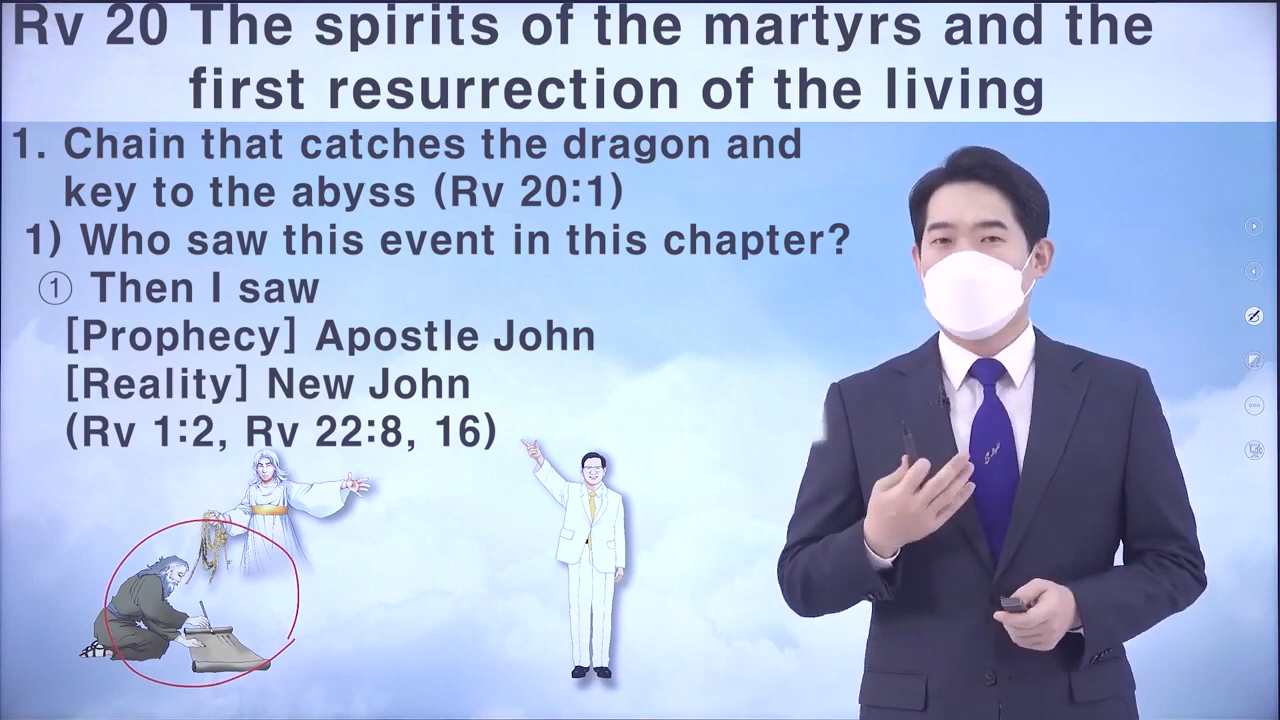 Rv 20 The spirits of the martyrs and the
first resurrection of the living
1. Chain that catches the dragon and
key to the abyss (Rv 20:1)
1) Who saw this event in this chapter?
① Then I saw
[Prophecy] Apostle John
[Reality] New John
(Rv 1:2, Rv 22:8, 16)